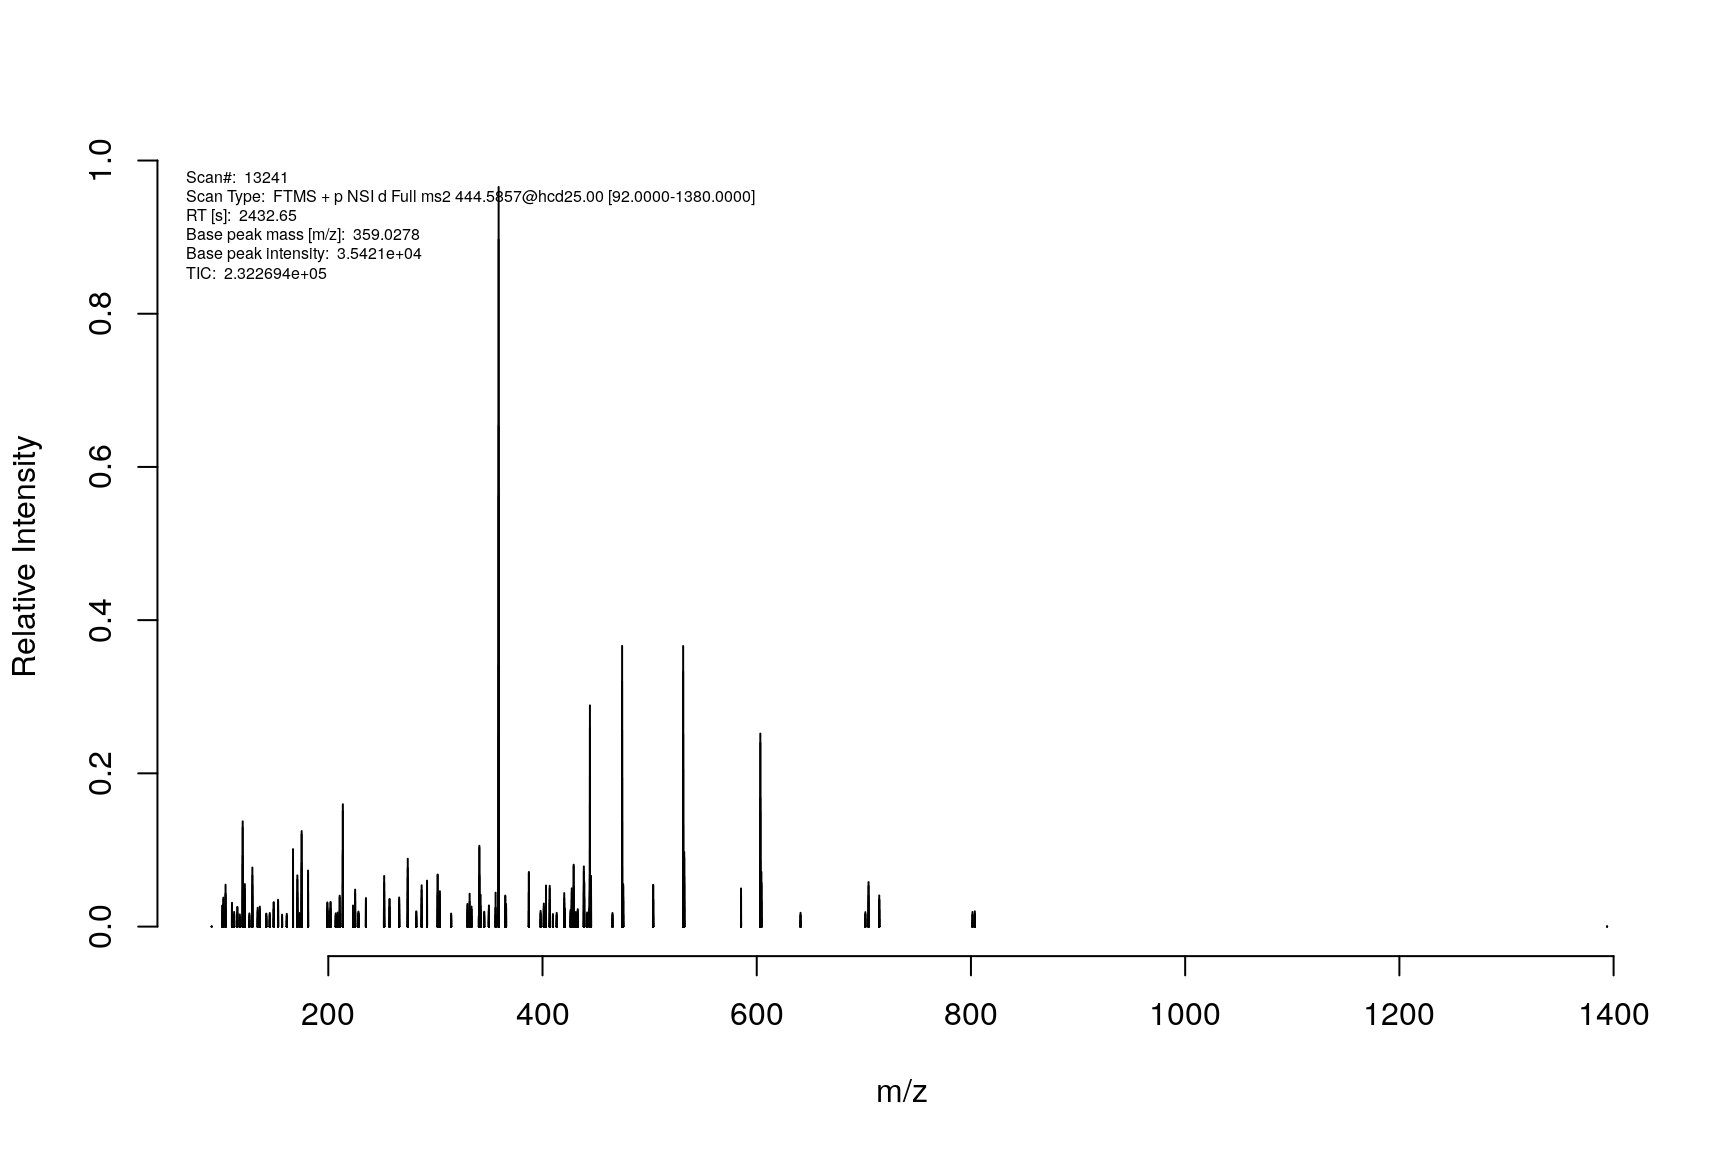 Scan#: 13241
Scan Type: FTMS + p NSI d Full ms2 444.5857@hcd25.00 [92.0000-1380.0000]
RT [s]: 2432.65
Base peak mass [m/z]: 359.0278
Base peak intensity: 3.5421e+04
TIC: 2.322694e+05
Relative Intensity
1.0
0.8
0.6
0.4
0.2
0.0
200 400 600 800 1000 1200 1400
m/z